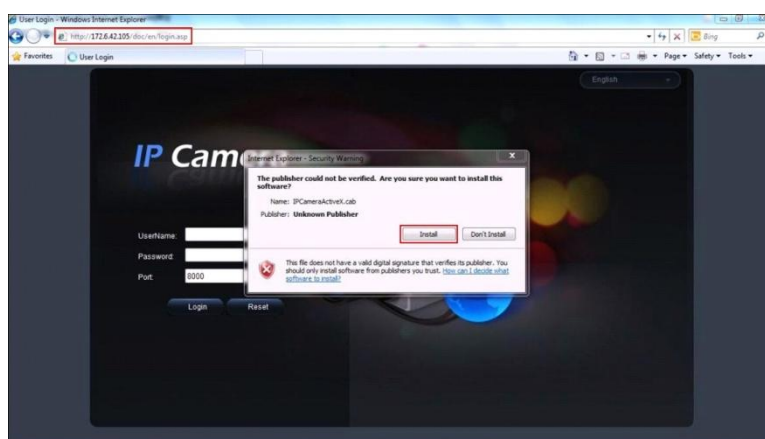 User Login - Windows Internet Explorer
http://172.6.42.105/doc/en/login.asp
Bing
Favorites User Login Page Safety Tools
English
IP Cam
Internet Explorer - Security Warning
X
The publisher could not be verified. Are you sure you want to install this
software?
Name: IPCameraActiveX.cab
Publisher: Unknown Publisher
Install Don't Install
This file does not have a valid digital signature that verifies its publisher. You
should only install software from publishers you trust. How can I decide what
software to install?
UserName:
Password:
Port: 8000
Login Reset